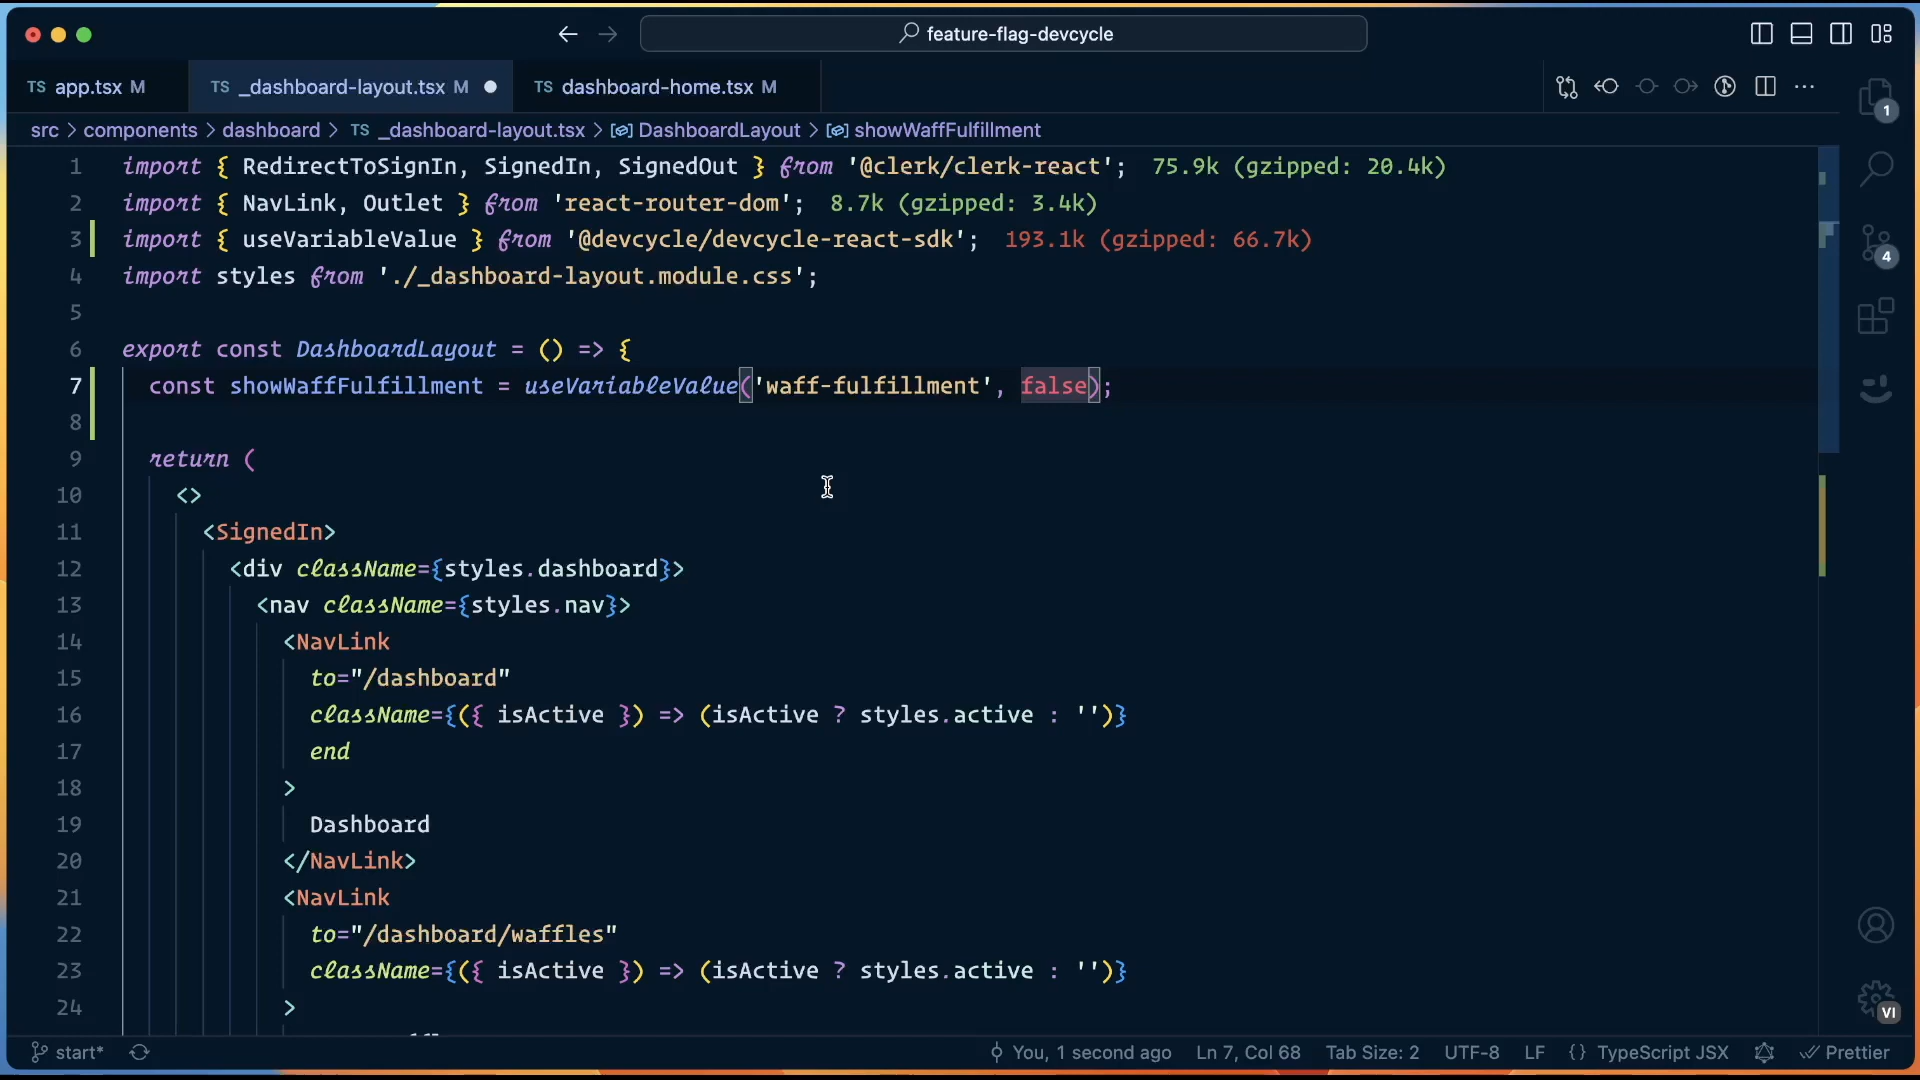 feature-flag-devcycle
TS app.tsx M
TS _dashboard-layout.tsx M
TS dashboard-home.tsx M
src > components > dashboard > TS _dashboard-layout.tsx > DashboardLayout > showWaffFulfillment
1 import { RedirectToSignIn, SignedIn, SignedOut } from '@clerk/clerk-react'; 75.9k (gzipped: 20.4k)
2 import { NavLink, Outlet } from 'react-router-dom'; 8.7k (gzipped: 3.4k)
3 import { useVariableValue } from '@devcycle/devcycle-react-sdk'; 193.1k (gzipped: 66.7k)
4 import styles from './_dashboard-layout.module.css';
5
6 export const DashboardLayout = () => {
7 const showWaffFulfillment = useVariableValue('waff-fulfillment', false);
8
9 return (
10 <>
11 <SignedIn>
12 <div className={styles.dashboard}>
13 <nav className={styles.nav}>
14 <NavLink
15 to="/dashboard"
16 className={({ isActive }) => (isActive ? styles.active : '')}
17 end
18 >
19 Dashboard
20 </NavLink>
21 <NavLink
22 to="/dashboard/waffles"
23 className={({ isActive }) => (isActive ? styles.active : '')}
24 >
1
4
VI
start*
You, 1 second ago
Ln 7, Col 68
Tab Size: 2
UTF-8
LF
{} TypeScript JSX
Prettier